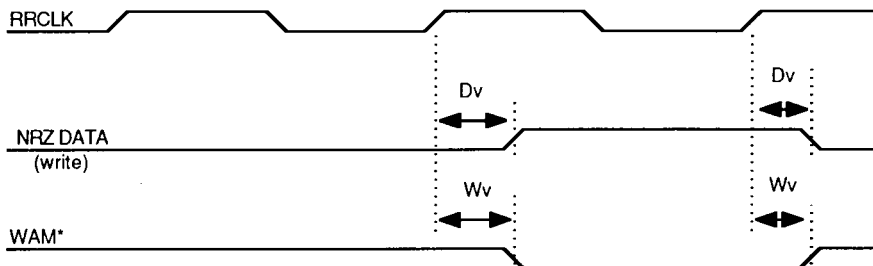 RRCLK
Dv
Dv
NRZ DATA
(write)
Wv
Wv
WAM*